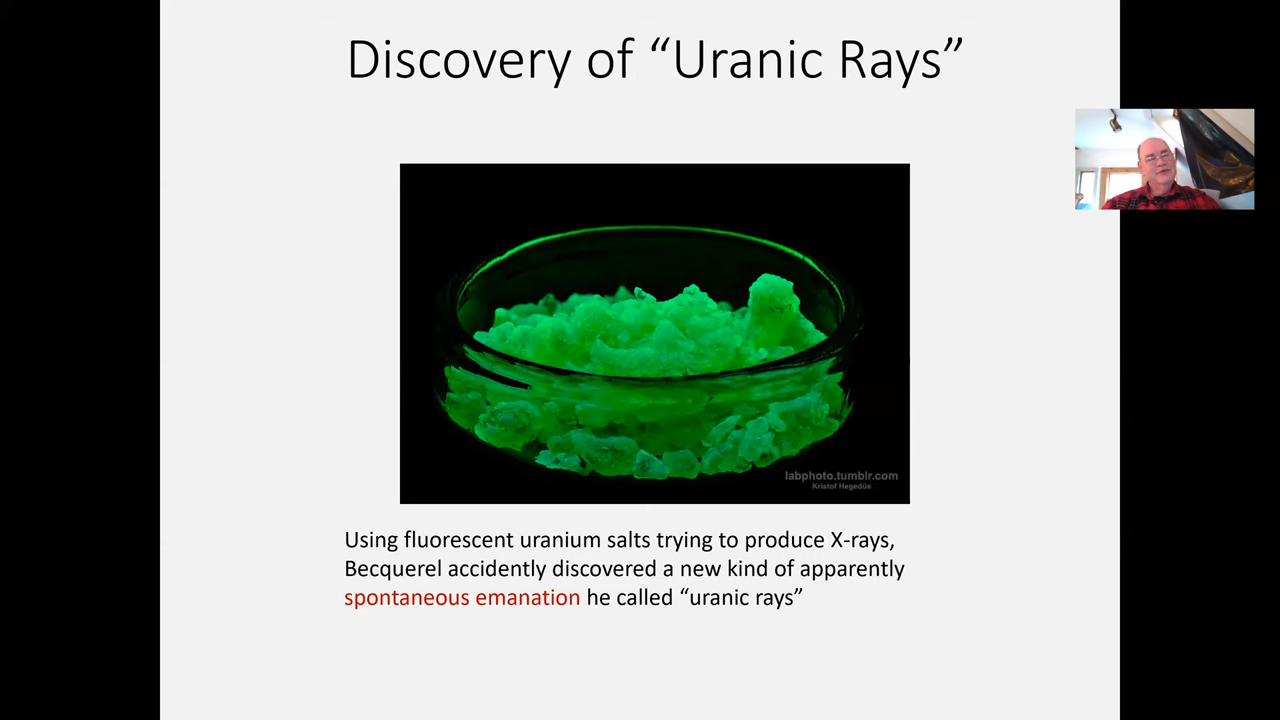 Discovery of “Uranic Rays”
labphoto.tumblr.com
Kristof Hegedüs
Using fluorescent uranium salts trying to produce X-rays,
Becquerel accidently discovered a new kind of apparently
spontaneous emanation he called “uranic rays”